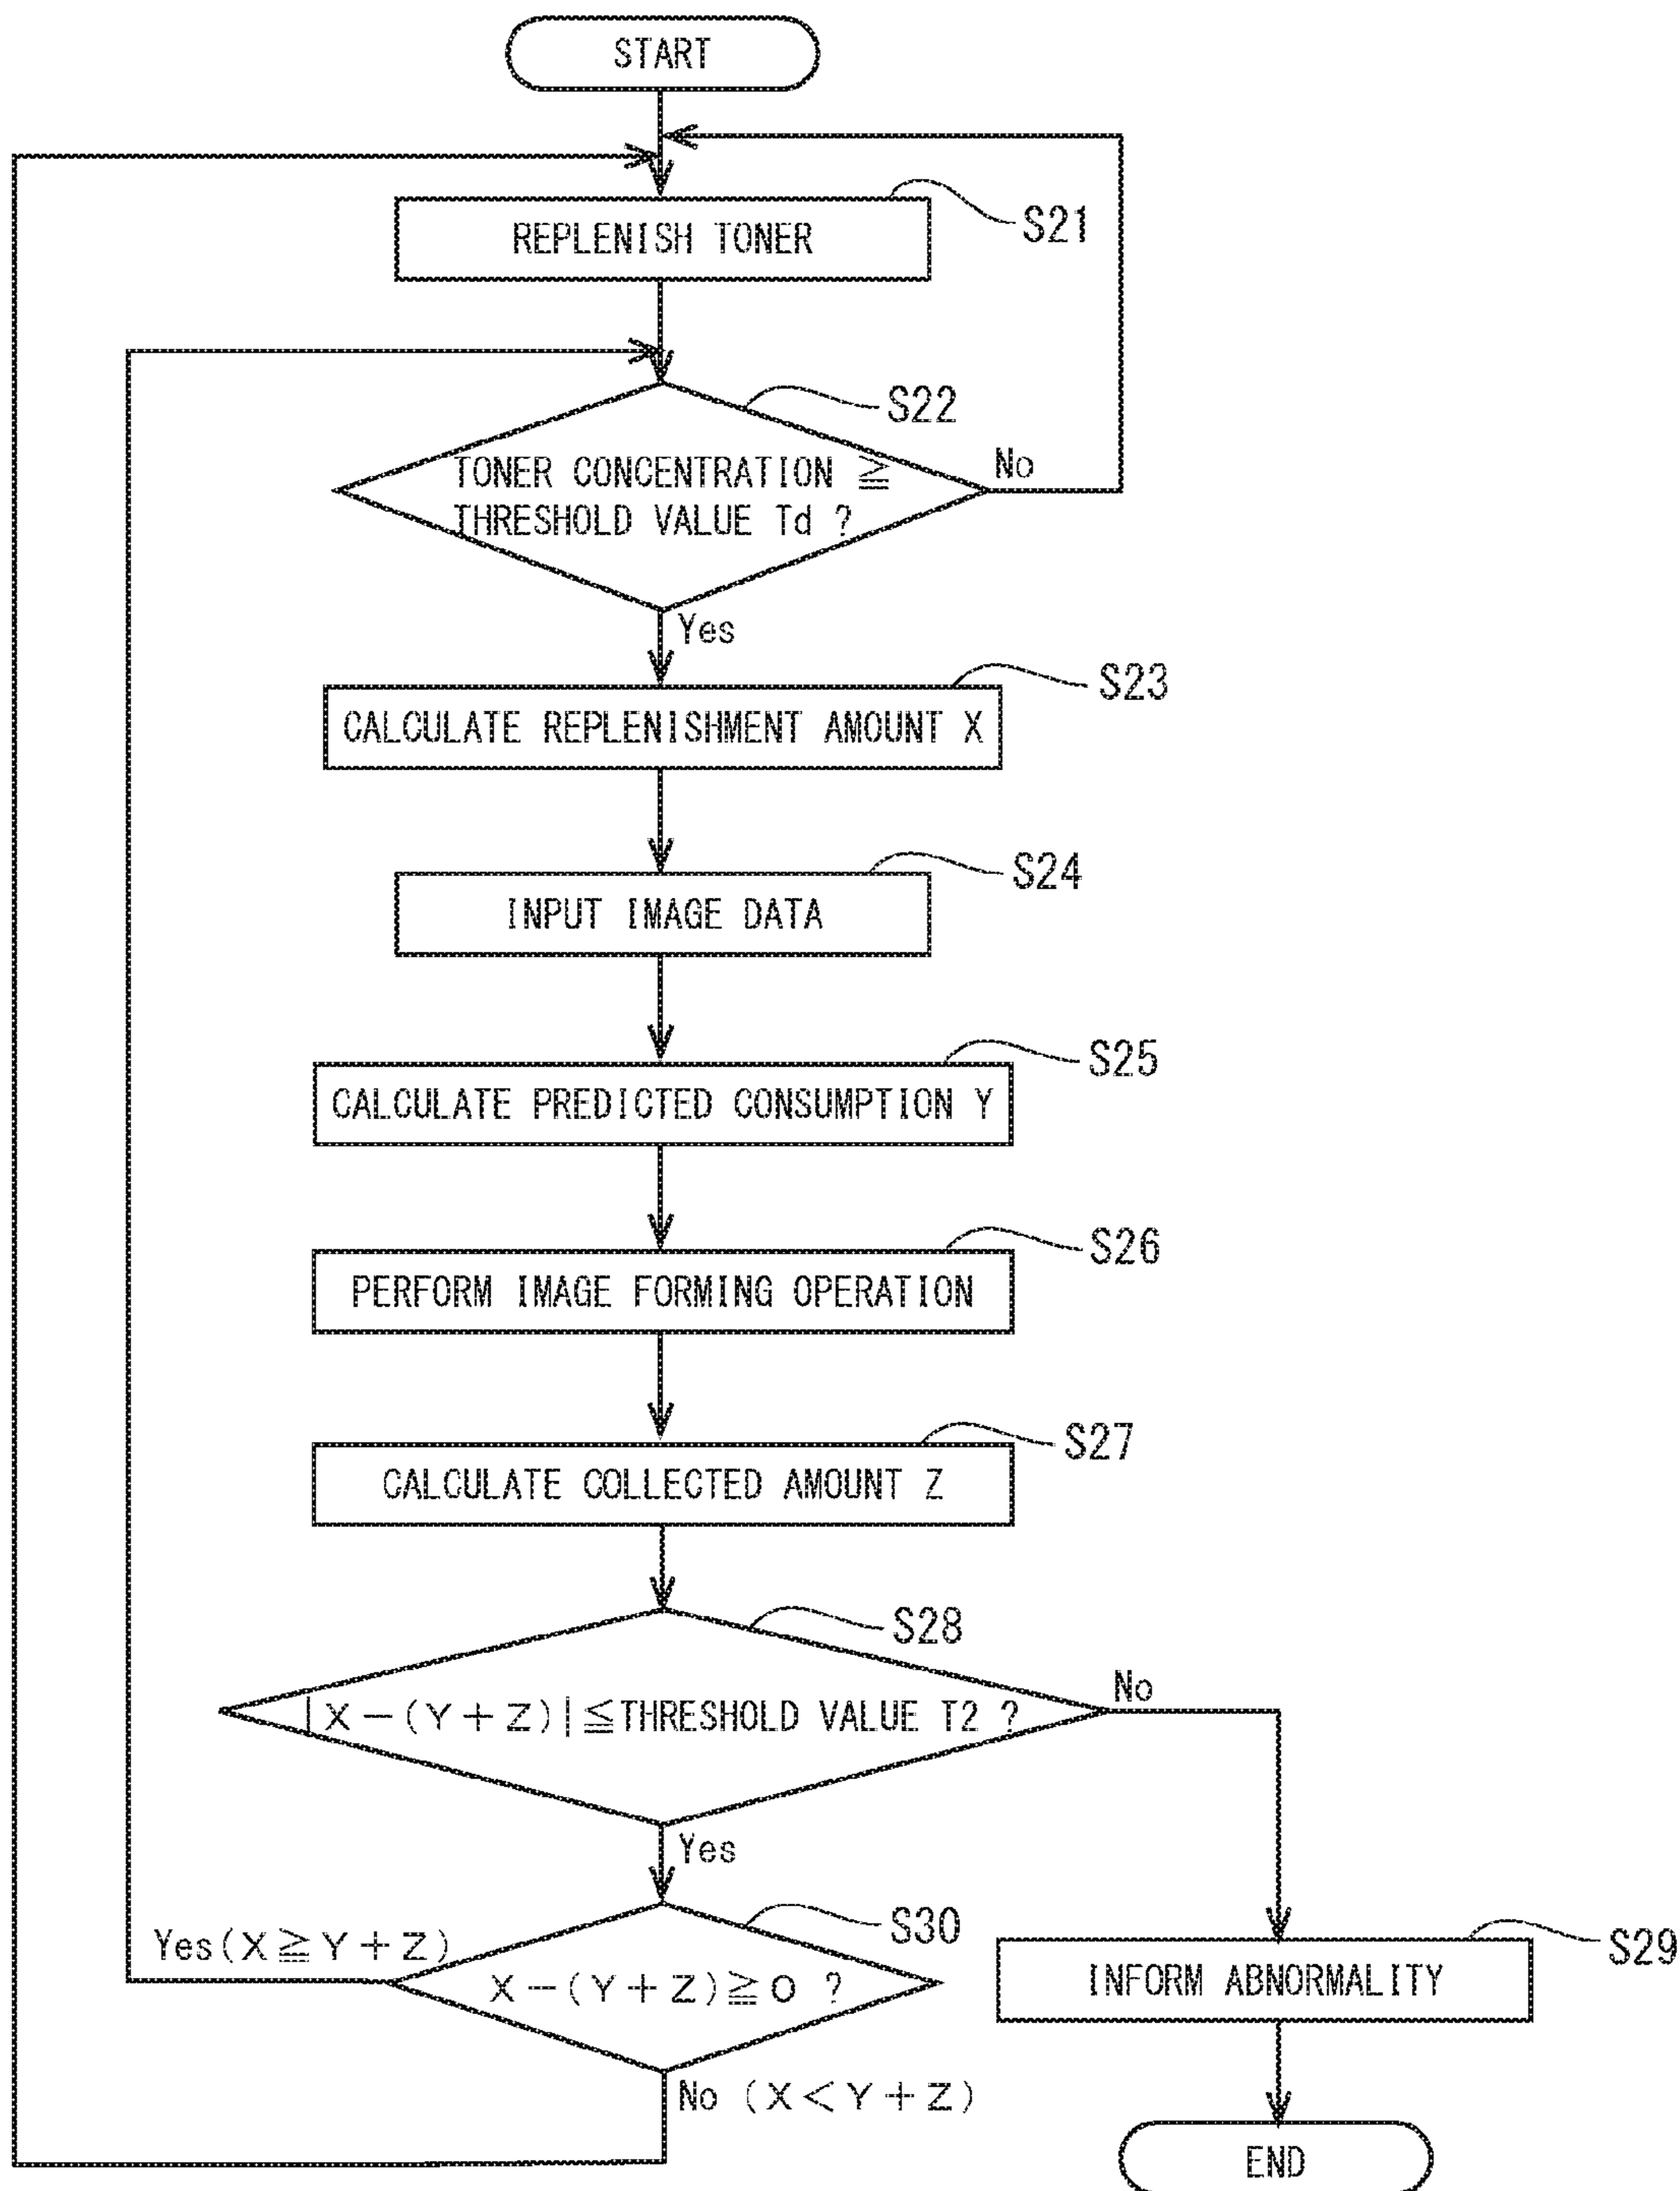 START
REPLENISH TONER
S21
S22
TONER CONCENTRATION ≧
THRESHOLD VALUE Td ?
No
Yes
S23
CALCULATE REPLENISHMENT AMOUNT X
S24
INPUT IMAGE DATA
S25
CALCULATE PREDICTED CONSUMPTION Y
S26
PERFORM IMAGE FORMING OPERATION
S27
CALCULATE COLLECTED AMOUNT Z
S28
|X-(Y+Z)|≦THRESHOLD VALUE T2 ?
No
Yes
S30
Yes(X≧Y+Z)
X-(Y+Z)≧0 ?
No (X<Y+Z)
S29
INFORM ABNORMALITY
END